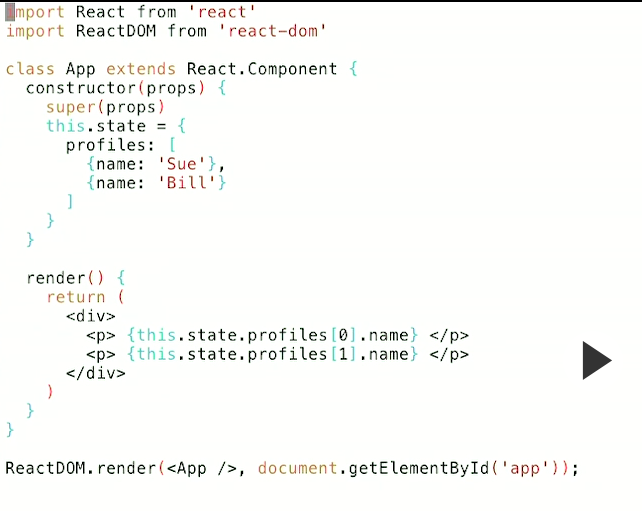 import React from 'react'
import ReactDOM from 'react-dom'

class App extends React.Component {
  constructor(props) {
    super(props)
    this.state = {
      profiles: [
        {name: 'Sue'},
        {name: 'Bill'}
      ]
    }
  }

  render() {
    return (
      <div>
        <p> {this.state.profiles[0].name} </p>
        <p> {this.state.profiles[1].name} </p>
      </div>
    )
  }
}

ReactDOM.render(<App />, document.getElementById('app'));